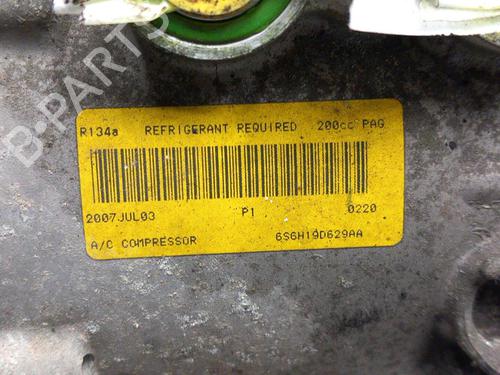 B-PARTS
R134a REFRIGERANT REQUIRED 200cc PAG
2007JUL03 P1 0220
A/C COMPRESSOR 6S6H19D629AA